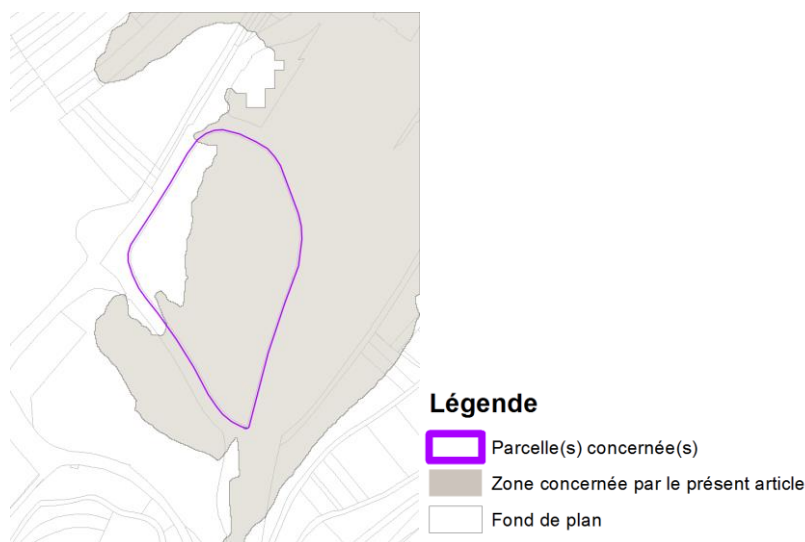 Légende
Parcelle(s) concernée(s)
Zone concernée par le présent article
Fond de plan